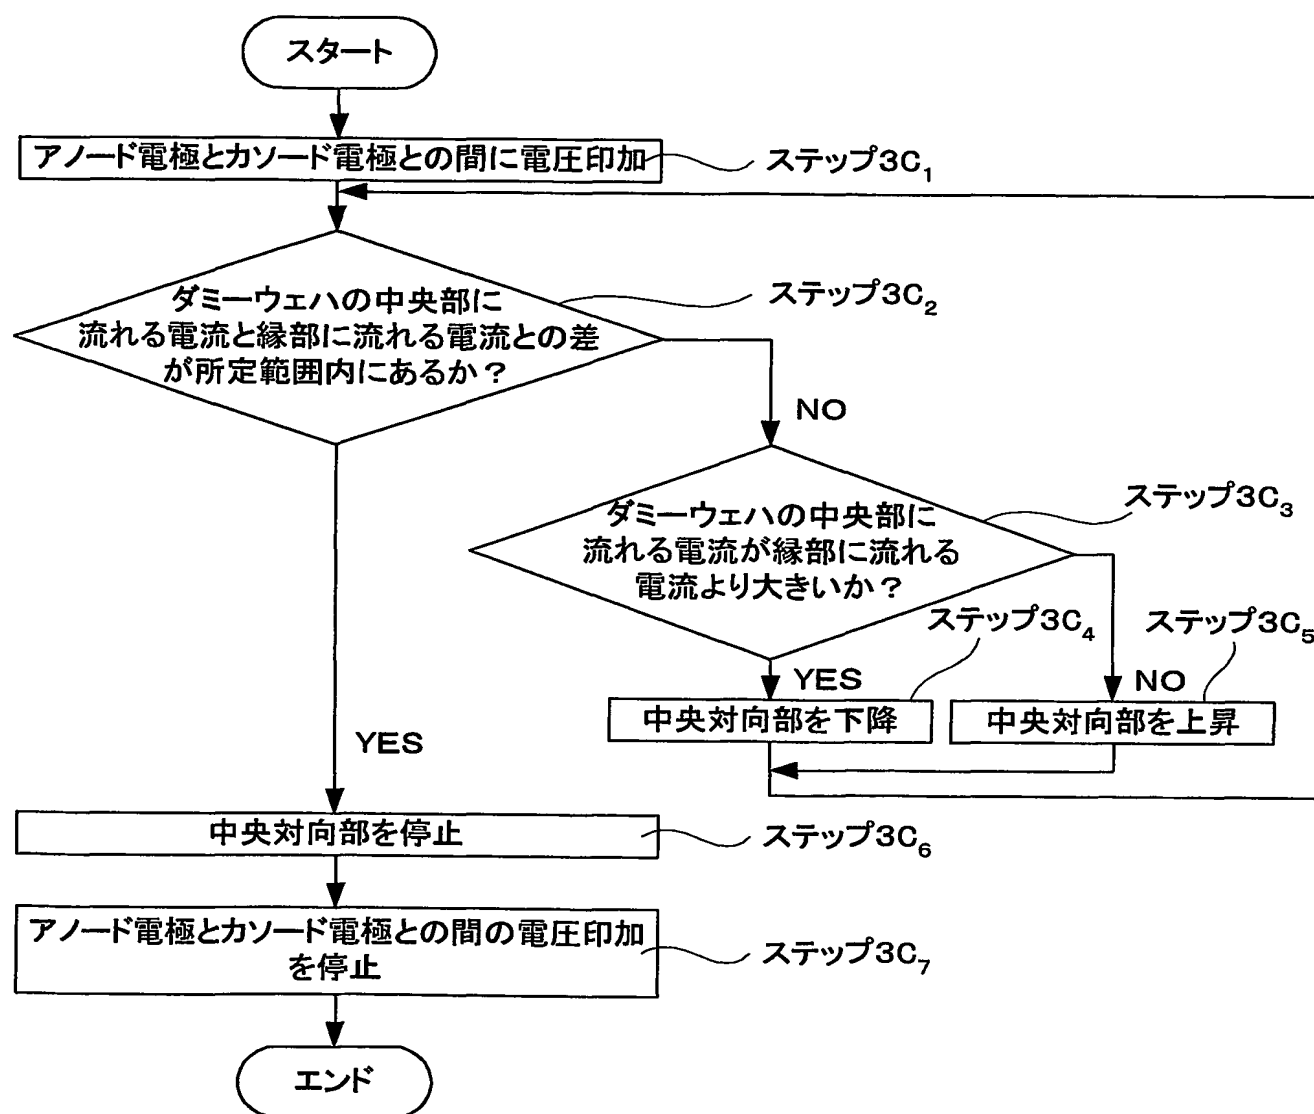 スタート
アノード電極とカソード電極との間に電圧印加
ステップ3C1
ダミーウェハの中央部に
流れる電流と縁部に流れる電流との差
が所定範囲内にあるか？
ステップ3C2
NO
ダミーウェハの中央部に
流れる電流が縁部に流れる
電流より大きいか？
ステップ3C3
ステップ3C4
ステップ3C5
YES
NO
中央対向部を下降
中央対向部を上昇
YES
中央対向部を停止
ステップ3C6
アノード電極とカソード電極との間の電圧印加
を停止
ステップ3C7
エンド